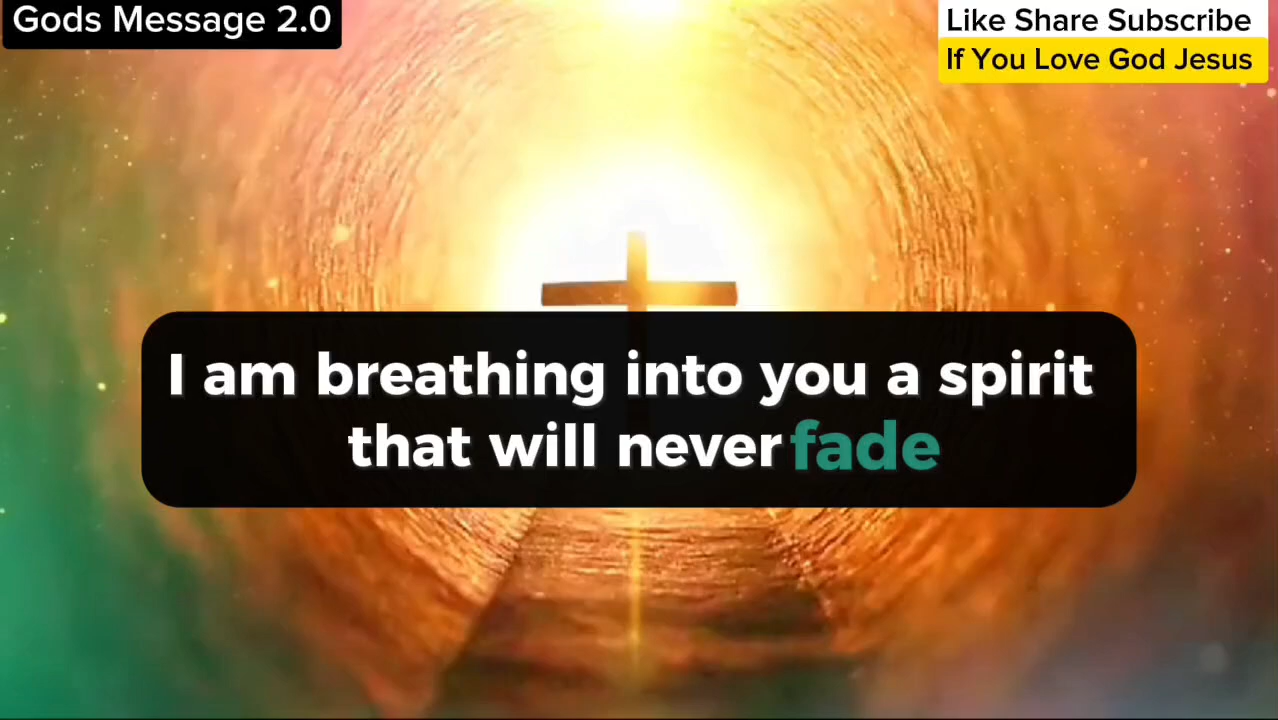 Gods Message 2.0
Like Share Subscribe
If You Love God Jesus
I am breathing into you a spirit
that will never fade